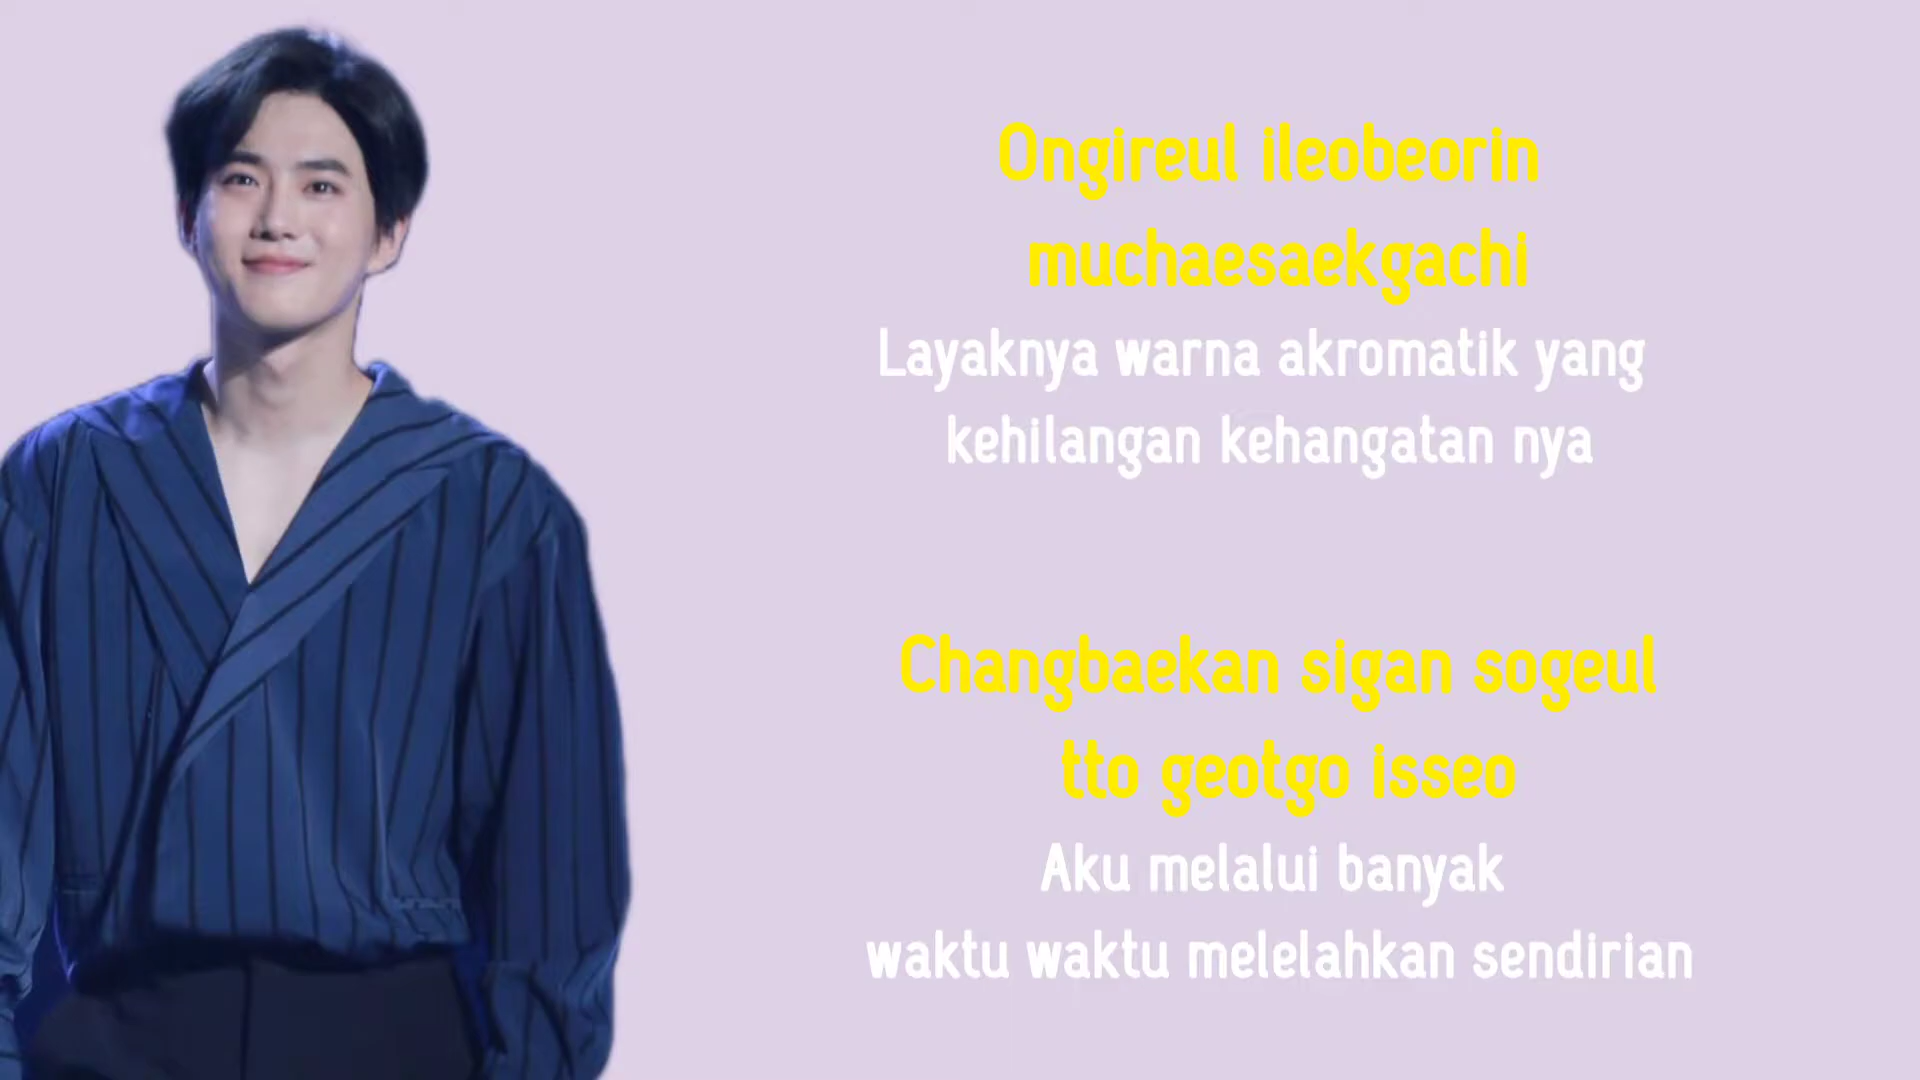 Ongireul ileobeorin
muchaesaekgachi
Layaknya warna akromatik yang
kehilangan kehangatan nya
Changbaekan sigan sogeul
tto geotgo isseo
Aku melalui banyak
waktu waktu melelahkan sendirian